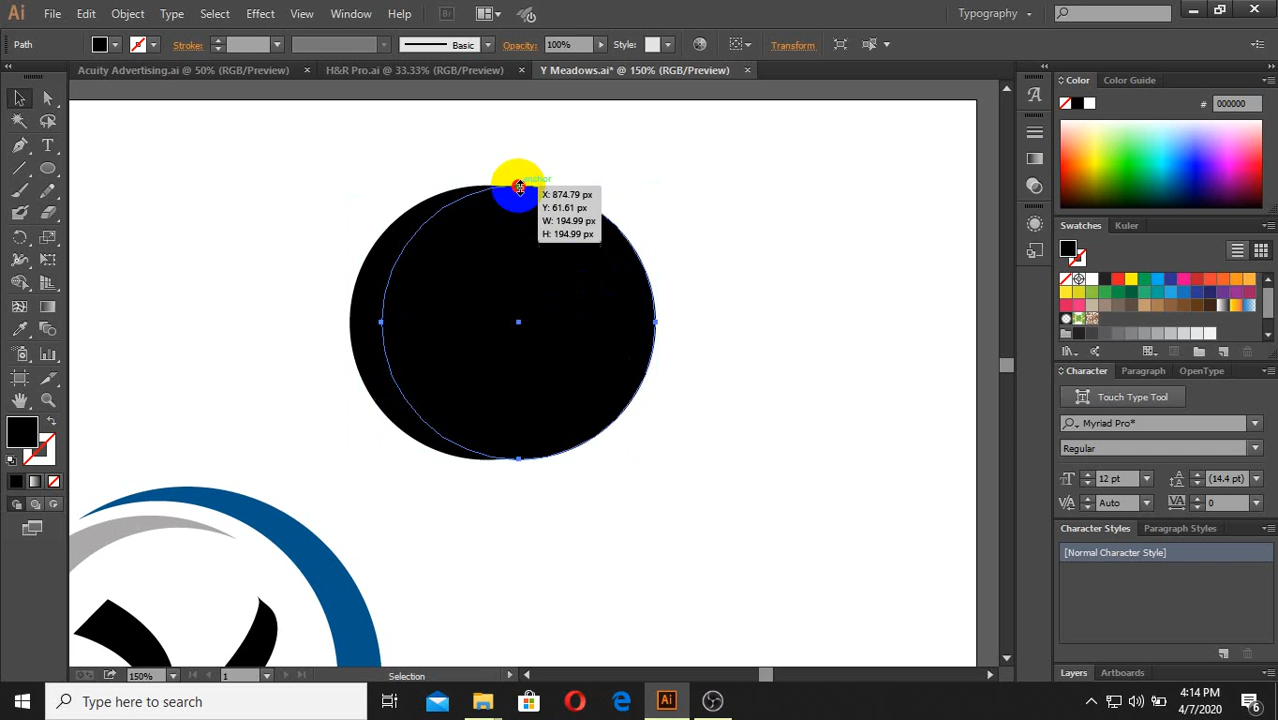 Ai File Edit Object Type Select Effect View Window Help Br Typography
Path Stroke: Basic Opacity: 100% Style: Transform
Acuity Advertising.ai @ 50% (RGB/Preview) × H&R Pro.ai @ 33.33% (RGB/Preview) × Y Meadows.ai* @ 150% (RGB/Preview) ×
Color Color Guide
# 000000
anchor
X: 874.79 px
Y: 61.61 px
W: 194.99 px
H: 194.99 px
Swatches Kuler
Character Paragraph OpenType
Touch Type Tool
Myriad Pro*
Regular
12 pt (14.4 pt)
Auto 0
Character Styles Paragraph Styles
[Normal Character Style]
Layers Artboards
150% 1 Selection
Type here to search
Ai
4:14 PM
4/7/2020
6